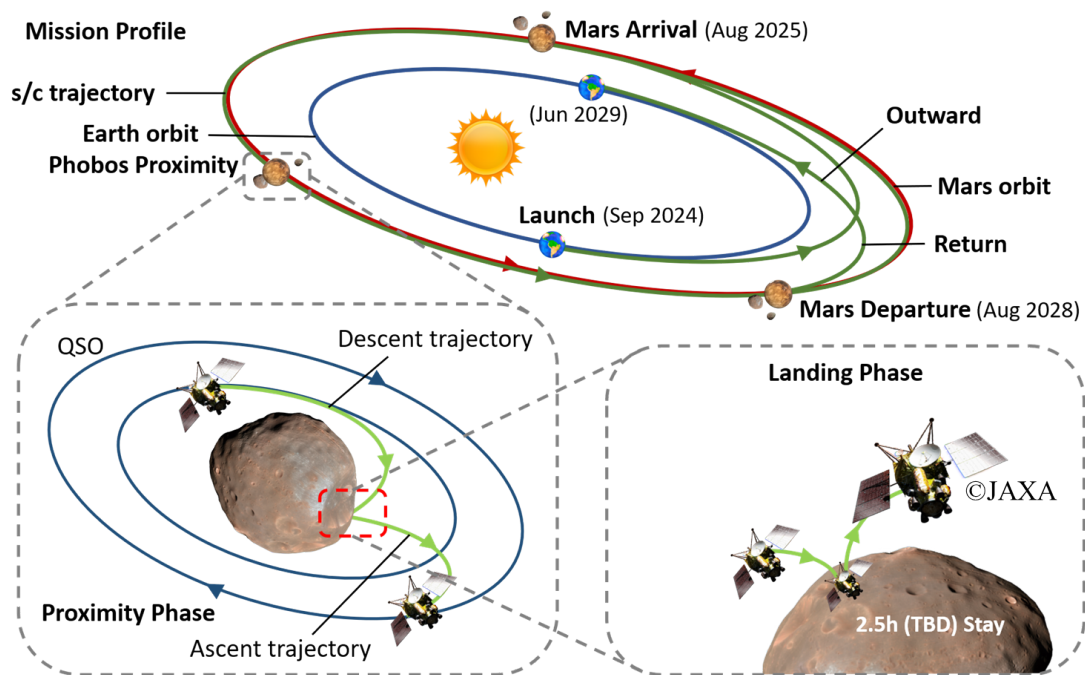 Mission Profile
Mars Arrival (Aug 2025)
s/c trajectory
(Jun 2029)
Outward
Earth orbit
Phobos Proximity
Mars orbit
Launch (Sep 2024)
Return
Mars Departure (Aug 2028)
QSO
Descent trajectory
Proximity Phase
Ascent trajectory
Landing Phase
©JAXA
2.5h (TBD) Stay